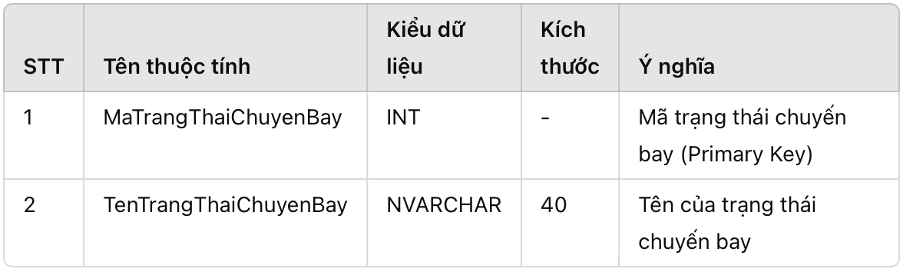 STT Tên thuộc tính Kiểu dữ liệu Kích thước Ý nghĩa
1 MaTrangThaiChuyenBay INT - Mã trạng thái chuyến bay (Primary Key)
2 TenTrangThaiChuyenBay NVARCHAR 40 Tên của trạng thái chuyến bay